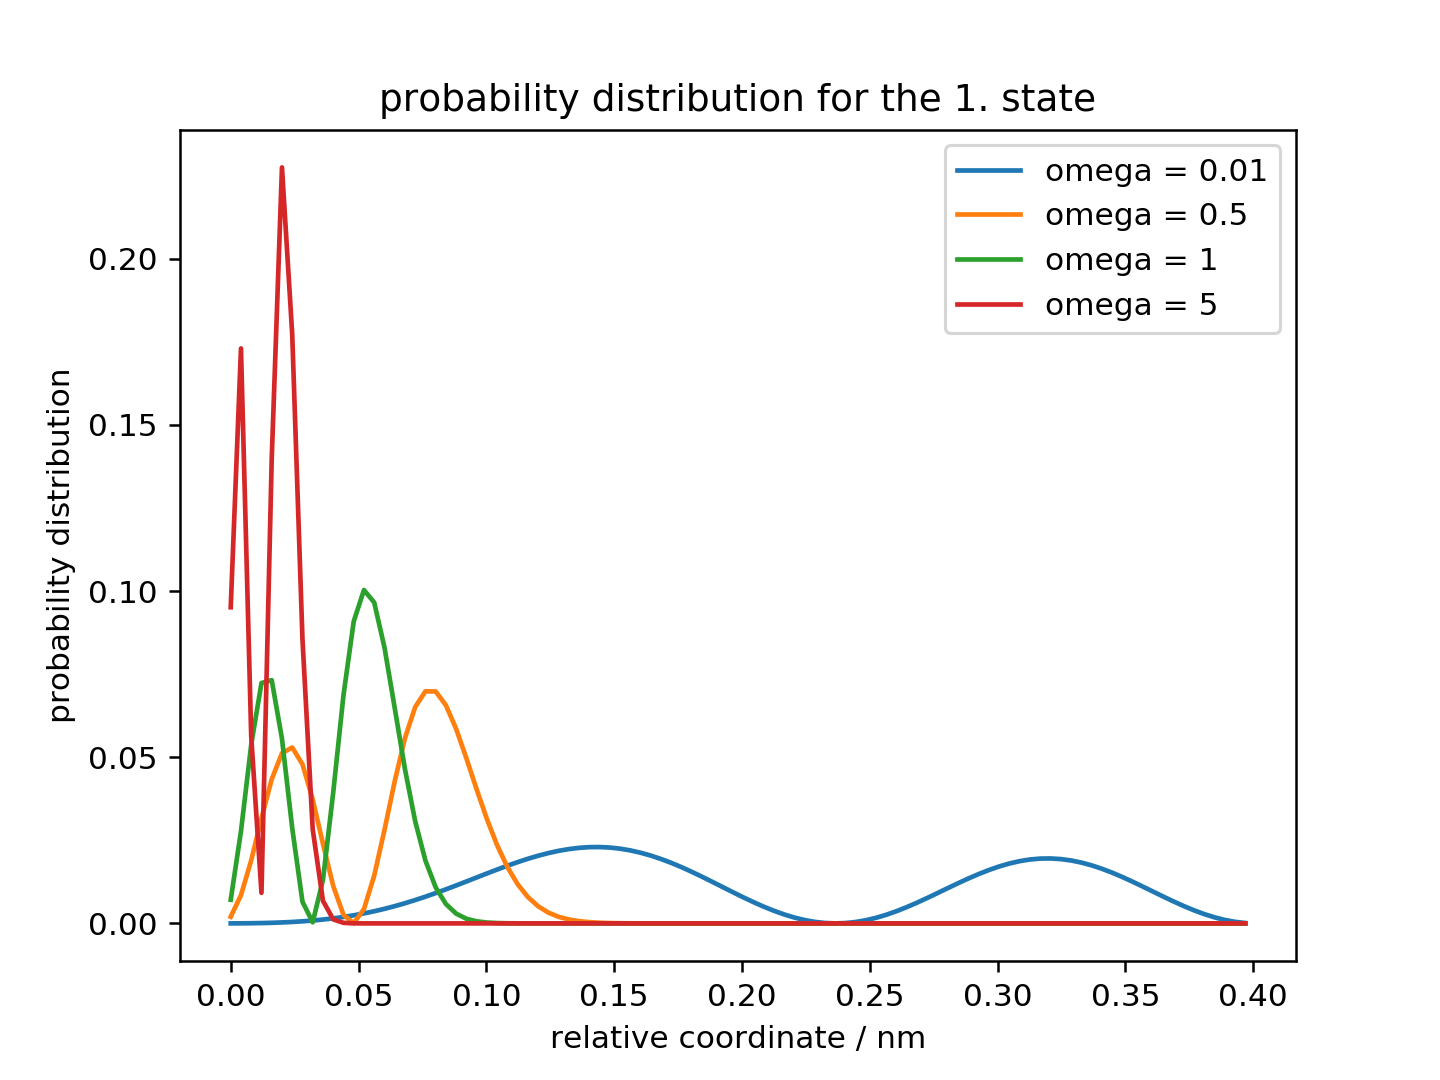 probability distribution for the 1. state
omega = 0.01
omega = 0.5
omega = 1
omega = 5
probability distribution
0.20
0.15
0.10
0.05
0.00
0.00 0.05 0.10 0.15 0.20 0.25 0.30 0.35 0.40
relative coordinate / nm